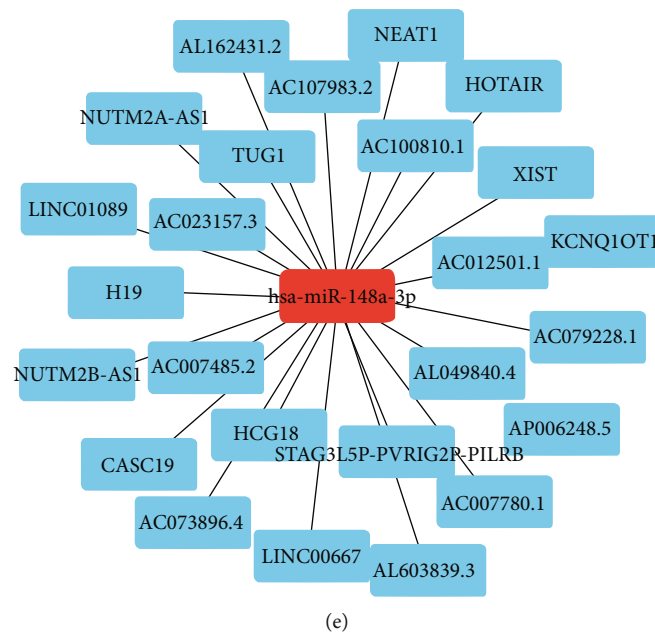 NEAT1
AL162431.2
HOTAIR
AC107983.2
NUTM2A-AS1
TUG1
AC100810.1
XIST
LINC01089
AC023157.3
KCNQ1OT1
AC012501.1
H19
hsa-miR-148a-3p
AC079228.1
NUTM2B-AS1
AC007485.2
AL049840.4
AP006248.5
HCG18
STAG3L5P-PVRIG2P-PILRB
CASC19
AC007780.1
AC073896.4
LINC00667
AL603839.3
(e)